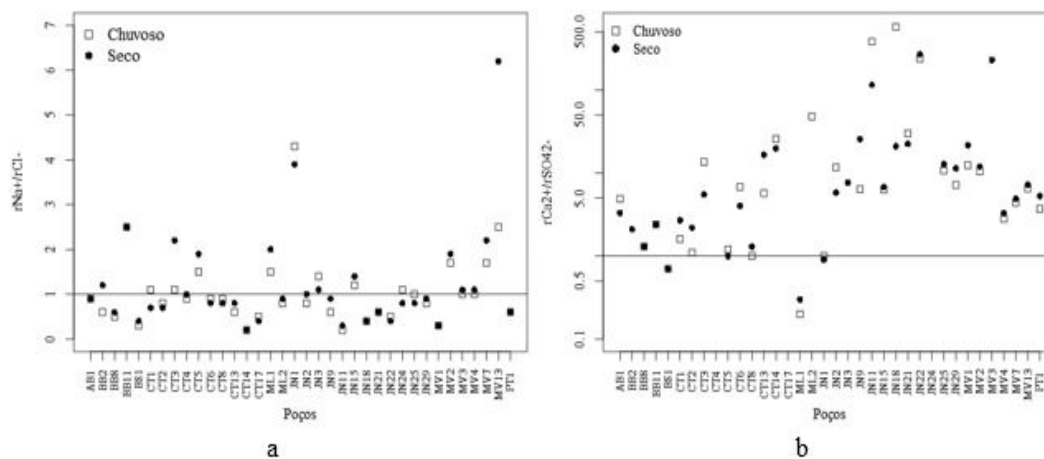 7
6
5
4
3
2
1
0
rNa+/rCl-
□ Chuvoso
● Seco
AB1 BB2 BB8 BB11 BS1 CT1 CT2 CT3 CT4 CT5 CT6 CT8 CT13 CT14 CT17 ML1 ML2 JN1 JN2 JN3 JN9 JN11 JN15 JN18 JN21 JN22 JN24 JN25 JN29 MV1 MV2 MV3 MV4 MV7 MV13 PT1
Poços
a
500.0
50.0
5.0
0.5
0.1
rCa2+/rSO42-
□ Chuvoso
● Seco
AB1 BB2 BB8 BB11 BS1 CT1 CT2 CT3 CT4 CT5 CT6 CT8 CT13 CT14 CT17 ML1 ML2 JN1 JN2 JN3 JN9 JN11 JN15 JN18 JN21 JN22 JN24 JN25 JN29 MV1 MV2 MV3 MV4 MV7 MV13 PT1
Poços
b